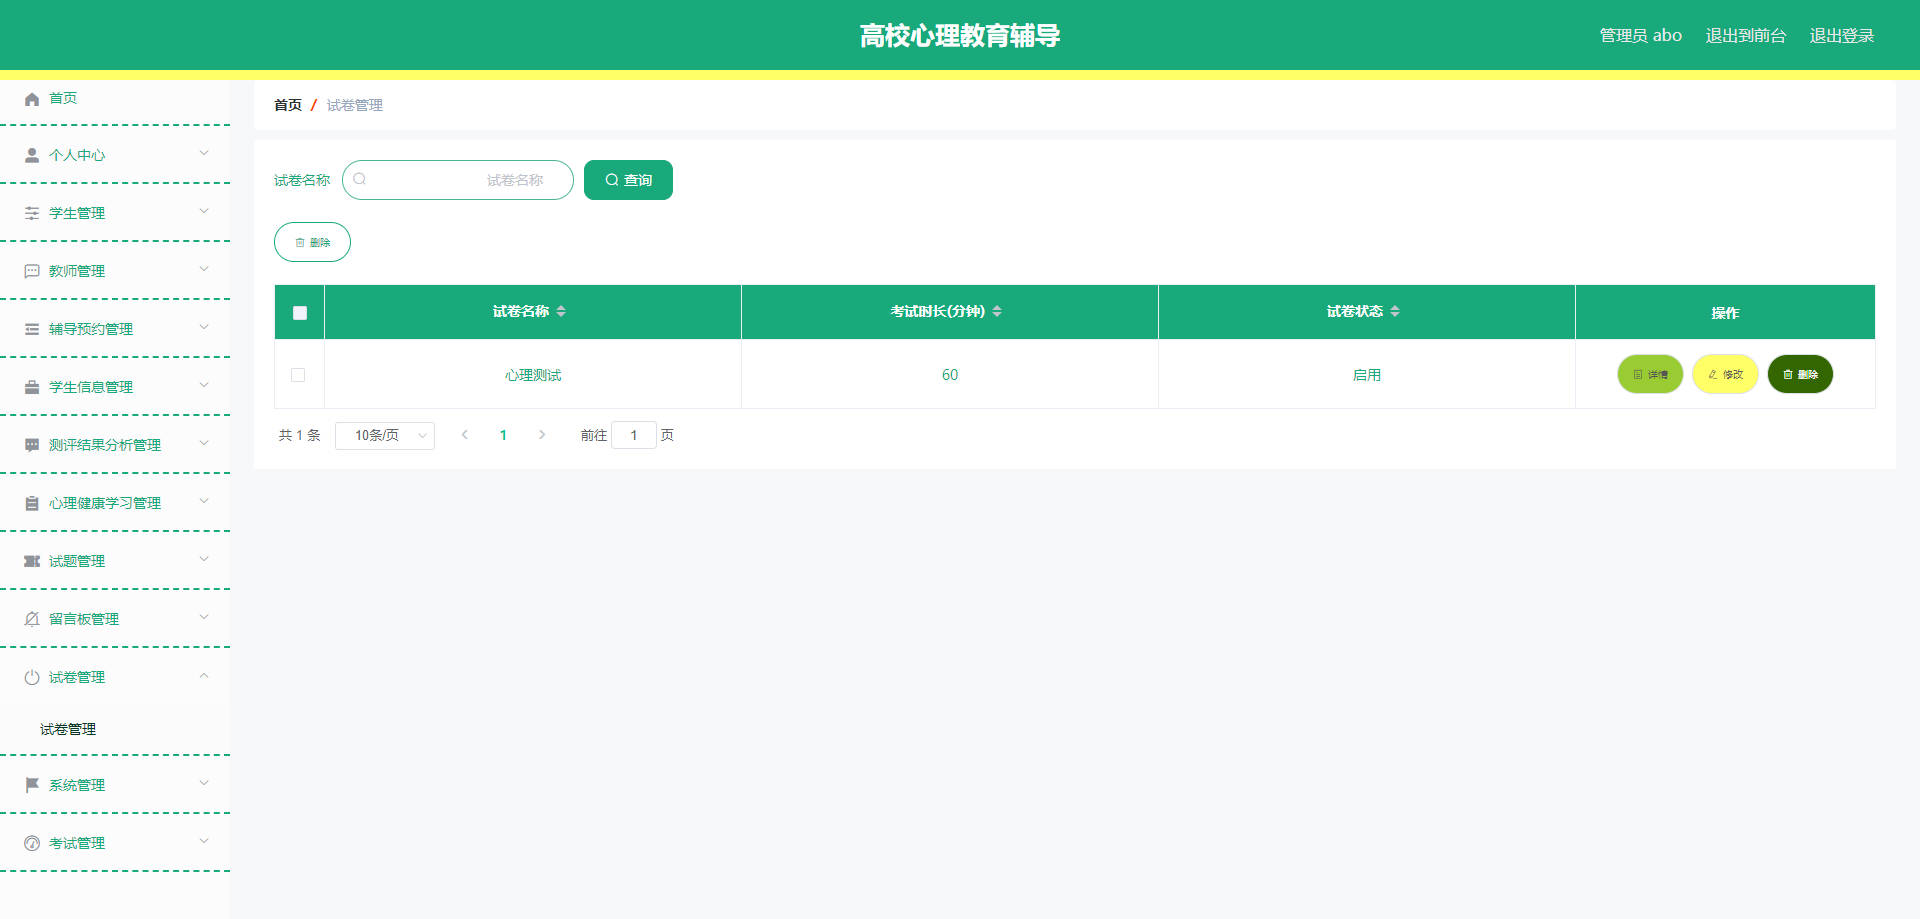 高校心理教育辅导
管理员 abo 退出到前台 退出登录
首页
个人中心
学生管理
教师管理
辅导预约管理
学生信息管理
测评结果分析管理
心理健康学习管理
试题管理
留言板管理
试卷管理
试卷管理
系统管理
考试管理
首页 / 试卷管理
试卷名称 试卷名称 查询
删除
试卷名称 考试时长(分钟) 试卷状态 操作
心理测试 60 启用 详情 修改 删除
共 1 条 10条/页 1 前往 1 页